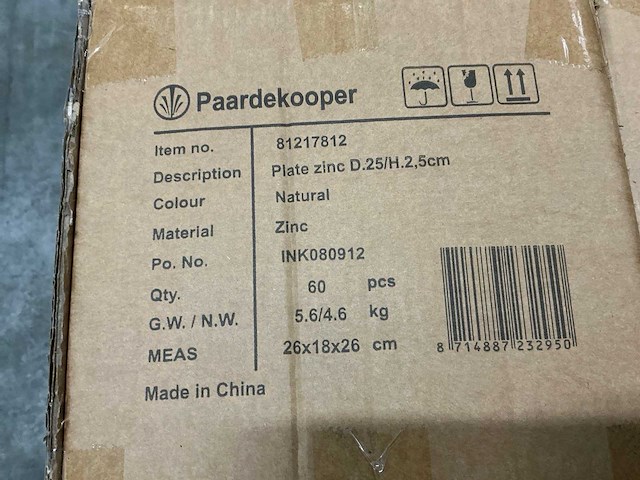 Paardekooper
Item no. 81217812
Description Plate zinc D.25/H.2,5cm
Colour Natural
Material Zinc
Po. No. INK080912
Qty. 60 pcs
G.W. / N.W. 5.6/4.6 kg
MEAS 26x18x26 cm
8 714887 232950
Made in China